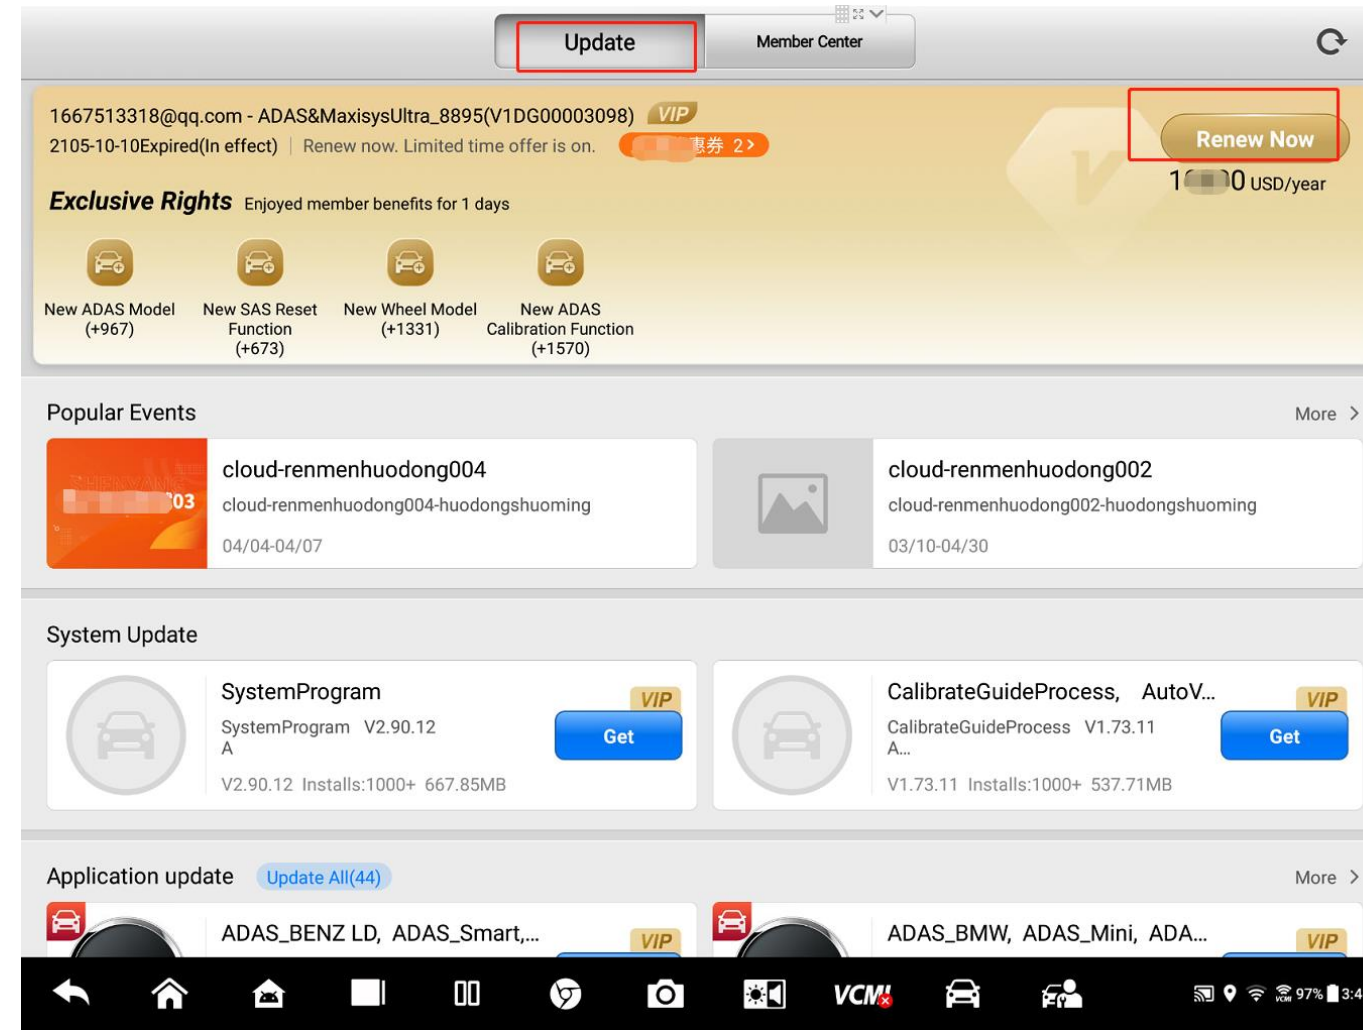 Update
Member Center
1667513318@qq.com - ADAS&MaxisysUltra_8895(V1DG00003098) VIP
2105-10-10Expired(In effect) | Renew now. Limited time offer is on. 惠券 2>
Renew Now
USD/year
Exclusive Rights Enjoyed member benefits for 1 days
New ADAS Model
(+967)
New SAS Reset
Function
(+673)
New Wheel Model
(+1331)
New ADAS
Calibration Function
(+1570)
Popular Events
More >
03
cloud-renmenhuodong004
cloud-renmenhuodong004-huodongshuoming
04/04-04/07
cloud-renmenhuodong002
cloud-renmenhuodong002-huodongshuoming
03/10-04/30
System Update
SystemProgram
VIP
SystemProgram V2.90.12
A
Get
V2.90.12 Installs:1000+ 667.85MB
CalibrateGuideProcess, AutoV...
VIP
CalibrateGuideProcess V1.73.11
A...
Get
V1.73.11 Installs:1000+ 537.71MB
Application update Update All(44)
More >
ADAS_BENZ LD, ADAS_Smart,...
VIP
ADAS_BMW, ADAS_Mini, ADA...
VIP
VCMI
VCMI
97%
3:4